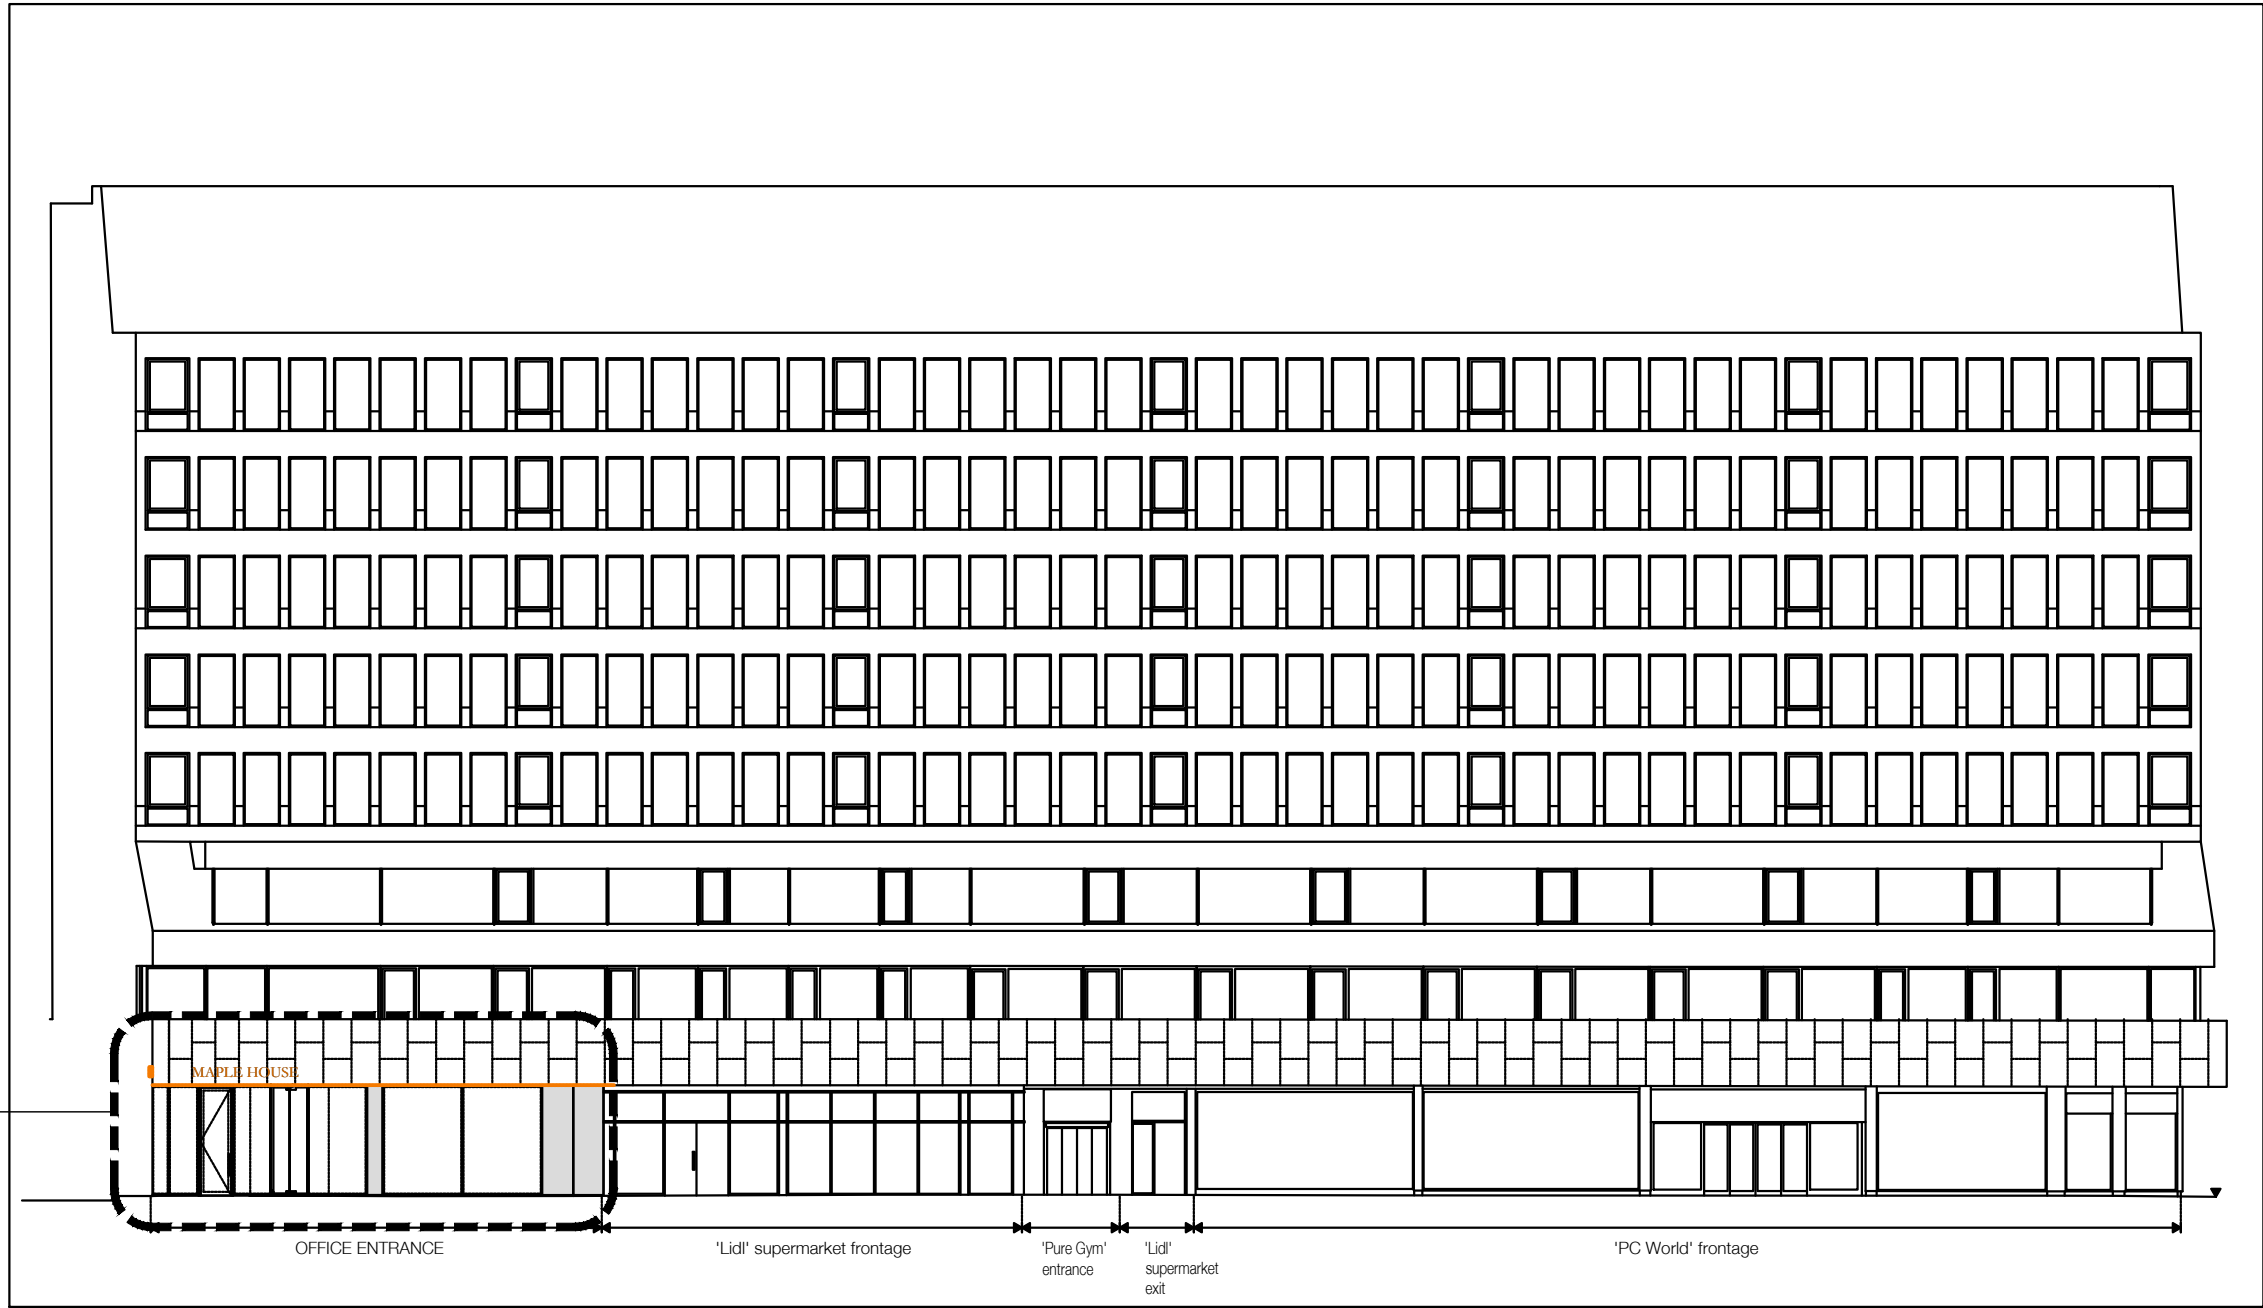 MAPLE HOUSE
OFFICE ENTRANCE
'Lidl' supermarket frontage
'Pure Gym'
entrance
'Lidl'
supermarket
exit
'PC World' frontage